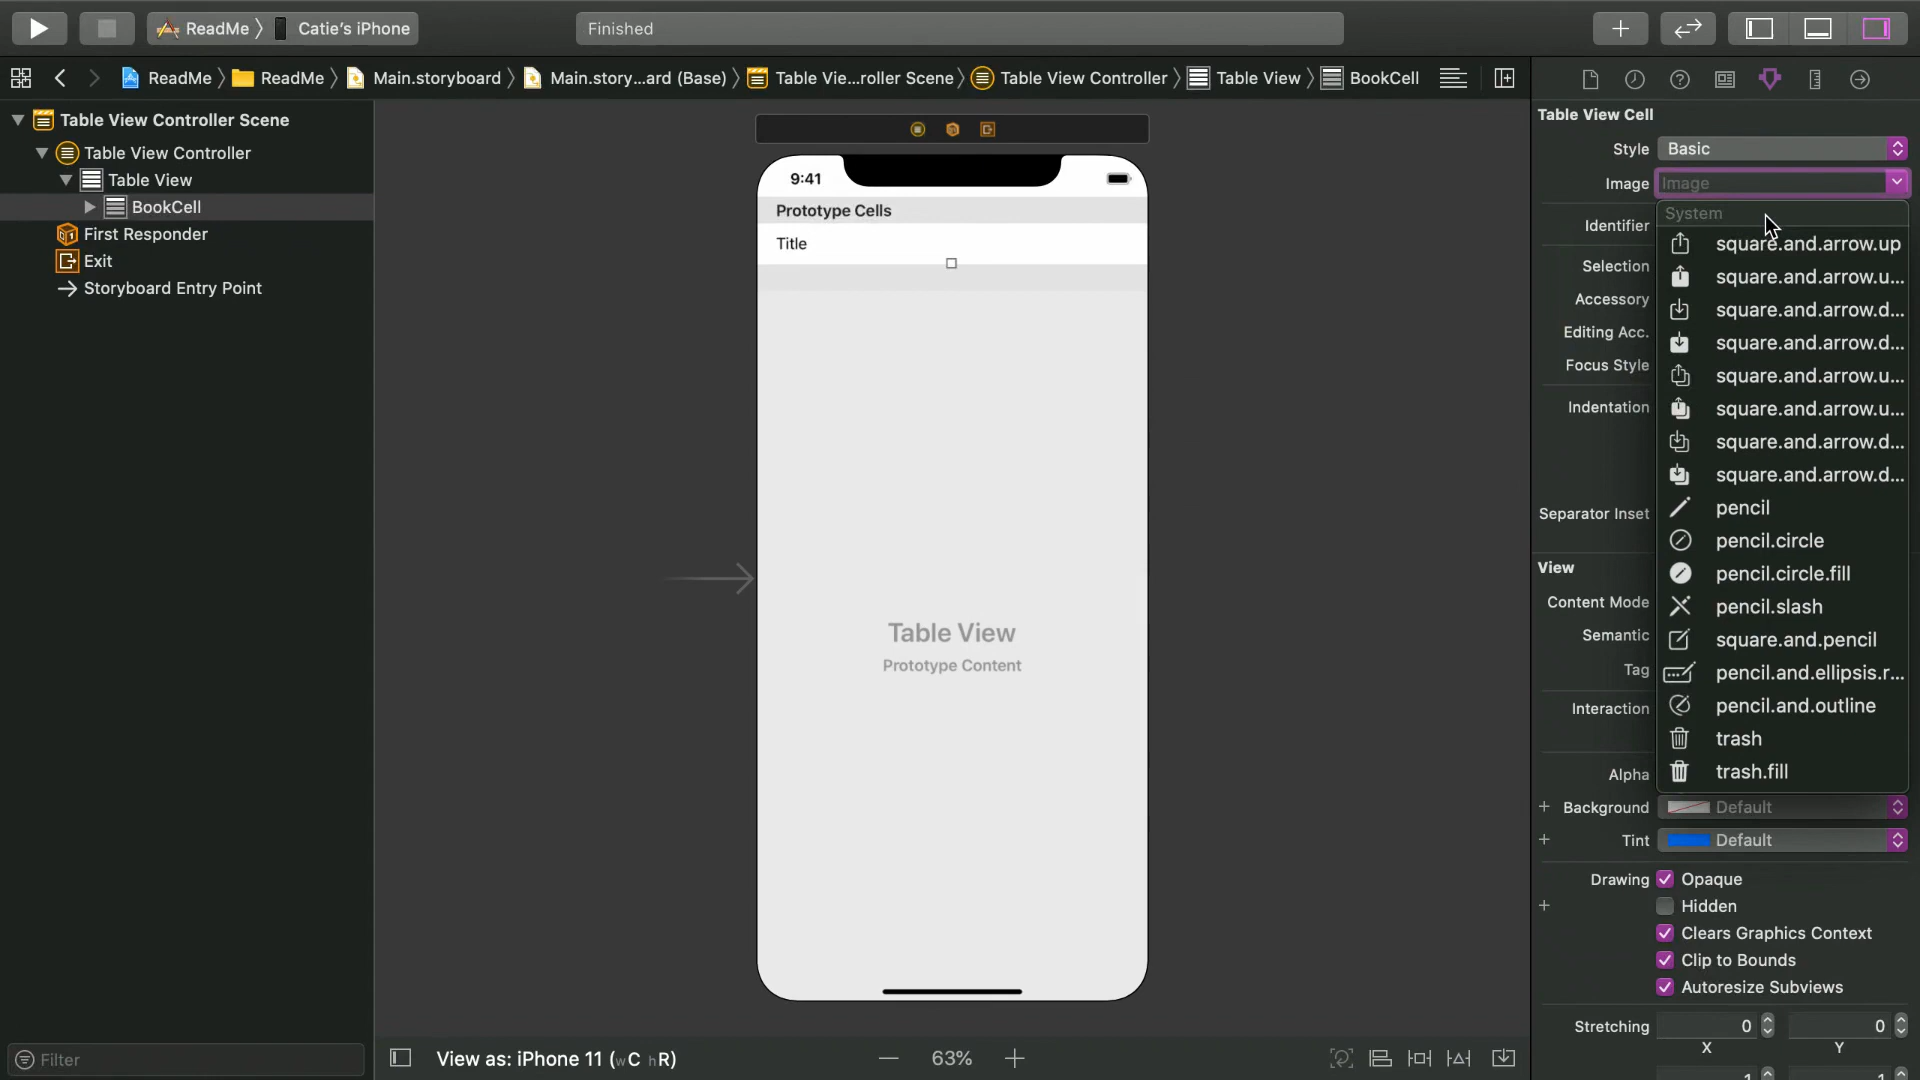 ReadMe 〉 Catie's iPhone
Finished
ReadMe 〉 ReadMe 〉 Main.storyboard 〉 Main.story...ard (Base) 〉 Table Vie...roller Scene 〉 Table View Controller 〉 Table View 〉 BookCell
Table View Controller Scene
Table View Controller
Table View
BookCell
First Responder
Exit
Storyboard Entry Point
Filter
9:41
Prototype Cells
Title
Table View
Prototype Content
View as: iPhone 11 (wC hR)
63%
Table View Cell
Style Basic
Image Image
Identifier
Selection
Accessory
Editing Acc.
Focus Style
Indentation
Separator Inset
View
Content Mode
Semantic
Tag
Interaction
Alpha
System
square.and.arrow.up
square.and.arrow.u...
square.and.arrow.d...
square.and.arrow.d...
square.and.arrow.u...
square.and.arrow.u...
square.and.arrow.d...
square.and.arrow.d...
pencil
pencil.circle
pencil.circle.fill
pencil.slash
square.and.pencil
pencil.and.ellipsis.r...
pencil.and.outline
trash
trash.fill
+ Background Default
+ Tint Default
Drawing Opaque
+ Hidden
Clears Graphics Context
Clip to Bounds
Autoresize Subviews
Stretching 0 0
X Y